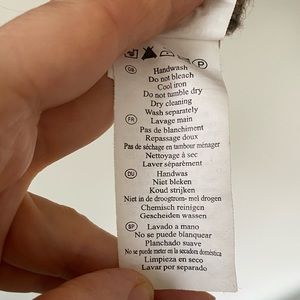 P
GB Handwash
Do not bleach
Cool iron
Do not tumble dry
Dry cleaning
Wash separately
FR Lavage main
Pas de blanchiment
Repassage doux
Pas de séchage en tambour ménager
Nettoyage à sec
Laver séparément
DU Handwas
Niet bleken
Koud strijken
Niet in de droogtrom- mel drogen
Chemisch reinigen
Gescheiden wassen
SP Lavado a mano
No se puede blanquear
Planchado suave
No se puede meter en la secadora doméstica
Limpieza en seco
Lavar por separado